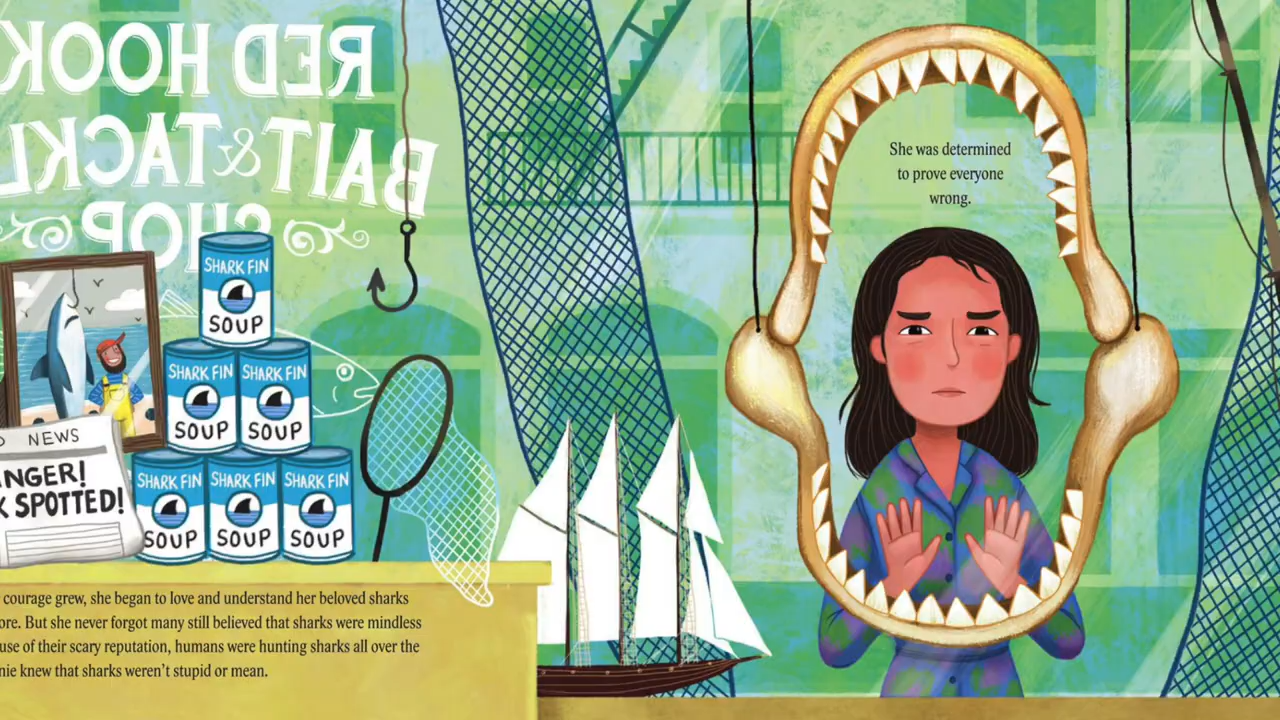 RED HOOK
BAIT & TACKL
SHOP
SHARK FIN
SOUP
SHARK FIN
SOUP
SHARK FIN
SOUP
SHARK FIN
SOUP
SHARK FIN
SOUP
SHARK FIN
SOUP
NEWS
NGER!
K SPOTTED!
She was determined
to prove everyone
wrong.
courage grew, she began to love and understand her beloved sharks
ore. But she never forgot many still believed that sharks were mindless
use of their scary reputation, humans were hunting sharks all over the
nie knew that sharks weren't stupid or mean.